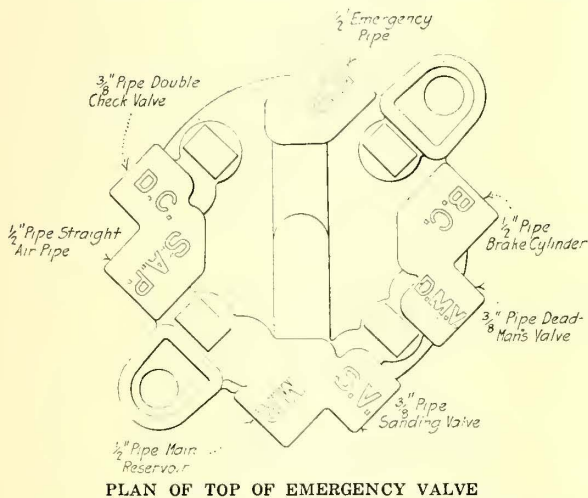 1/2" Emergency
Pipe
3/8" Pipe Double
Check Valve
D.C.
S.A.P.
1/2" Pipe Straight
Air Pipe
B.C.
1/2" Pipe
Brake Cylinder
D.M.V.
3/8" Pipe Dead-
Man's Valve
S.V.
3/8" Pipe
Sanding Valve
M.R.
1/2" Pipe Main
Reservoir
PLAN OF TOP OF EMERGENCY VALVE